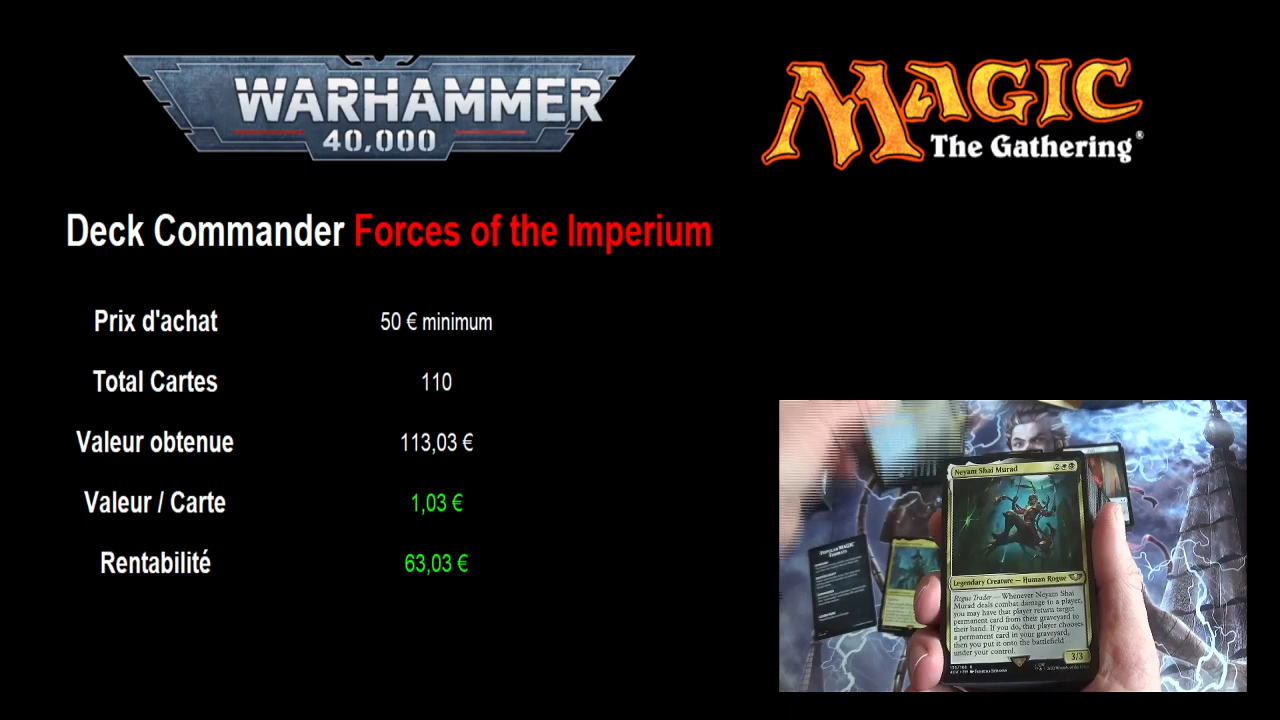 WARHAMMER
40,000
MAGIC
The Gathering®
Deck Commander Forces of the Imperium
Prix d'achat 50 € minimum
Total Cartes 110
Valeur obtenue 113,03 €
Valeur / Carte 1,03 €
Rentabilité 63,03 €
Neyam Shai Murad
Legendary Creature — Human Rogue
Rogue Trader — Whenever Neyam Shai
Murad deals combat damage to a player,
you may have that player return target
permanent card from their graveyard to
their hand. If you do, that player chooses
a permanent card in your graveyard,
then you put it onto the battlefield
under your control.
3/3
POPULAR MAGIC
FORMATS